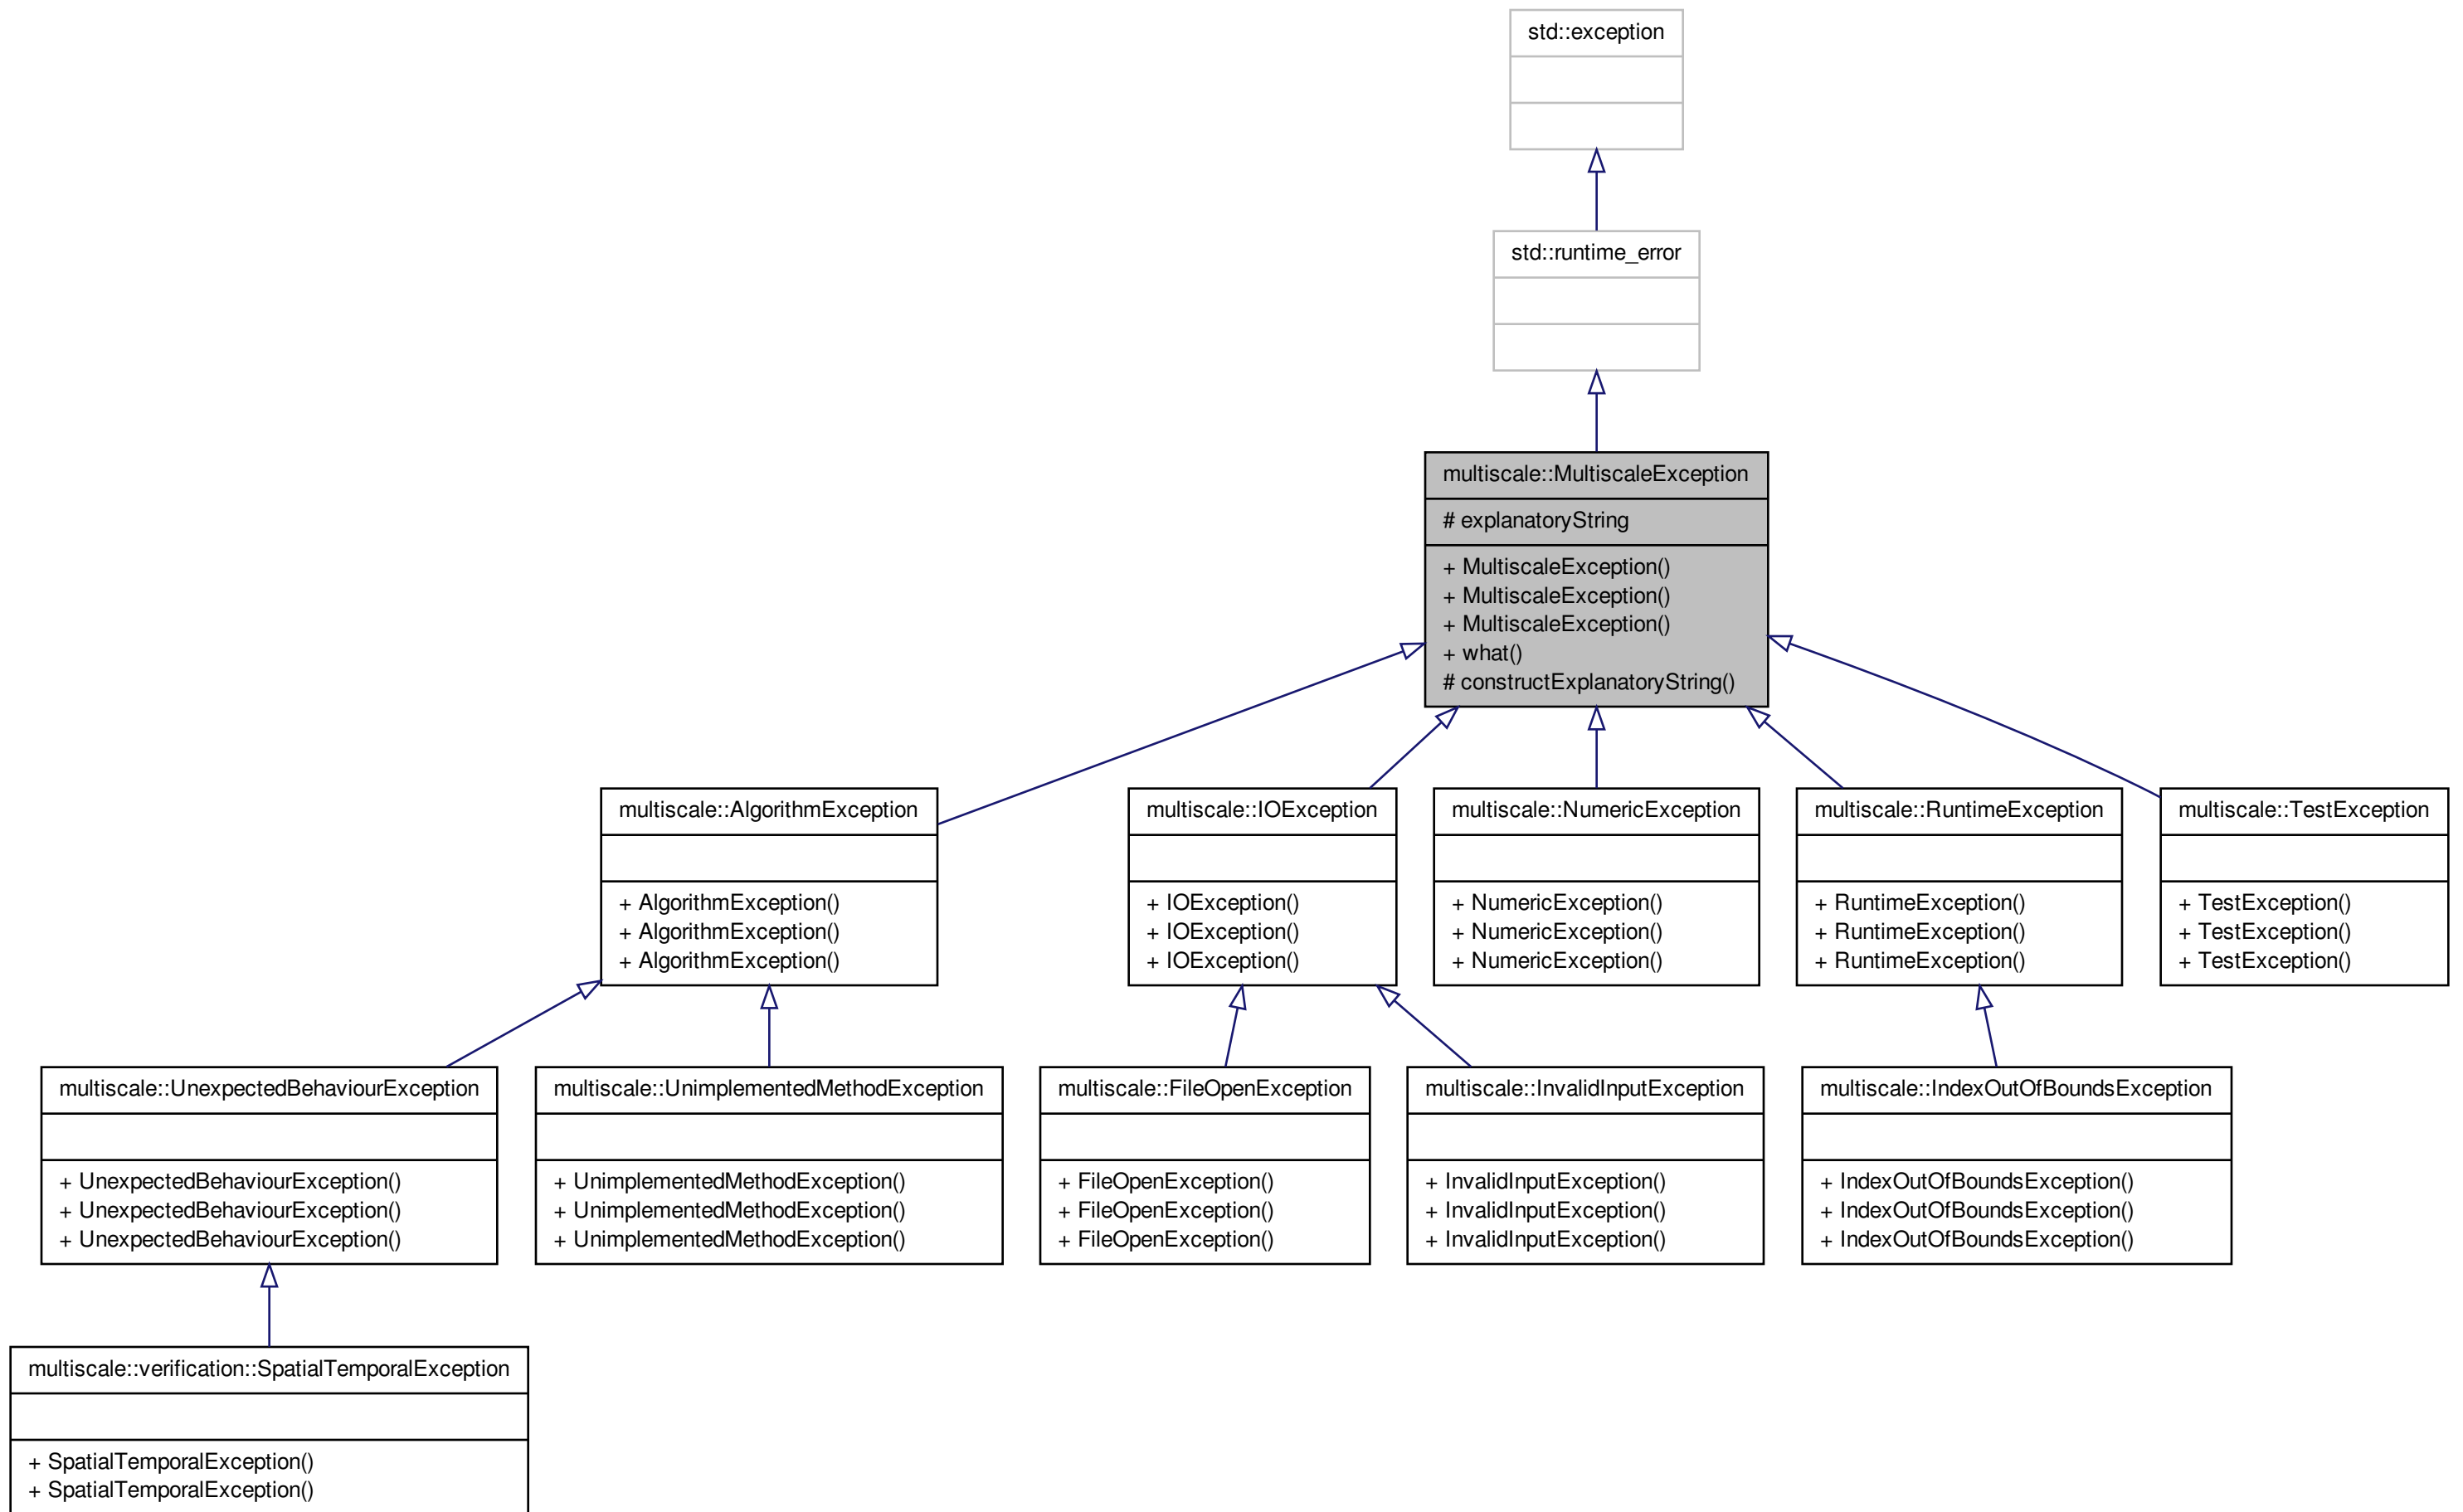 std::exception
std::runtime_error
multiscale::MultiscaleException
# explanatoryString
+ MultiscaleException()
+ MultiscaleException()
+ MultiscaleException()
+ what()
# constructExplanatoryString()
multiscale::AlgorithmException
+ AlgorithmException()
+ AlgorithmException()
+ AlgorithmException()
multiscale::IOException
+ IOException()
+ IOException()
+ IOException()
multiscale::NumericException
+ NumericException()
+ NumericException()
+ NumericException()
multiscale::RuntimeException
+ RuntimeException()
+ RuntimeException()
+ RuntimeException()
multiscale::TestException
+ TestException()
+ TestException()
+ TestException()
multiscale::UnexpectedBehaviourException
+ UnexpectedBehaviourException()
+ UnexpectedBehaviourException()
+ UnexpectedBehaviourException()
multiscale::UnimplementedMethodException
+ UnimplementedMethodException()
+ UnimplementedMethodException()
+ UnimplementedMethodException()
multiscale::FileOpenException
+ FileOpenException()
+ FileOpenException()
+ FileOpenException()
multiscale::InvalidInputException
+ InvalidInputException()
+ InvalidInputException()
+ InvalidInputException()
multiscale::IndexOutOfBoundsException
+ IndexOutOfBoundsException()
+ IndexOutOfBoundsException()
+ IndexOutOfBoundsException()
multiscale::verification::SpatialTemporalException
+ SpatialTemporalException()
+ SpatialTemporalException()